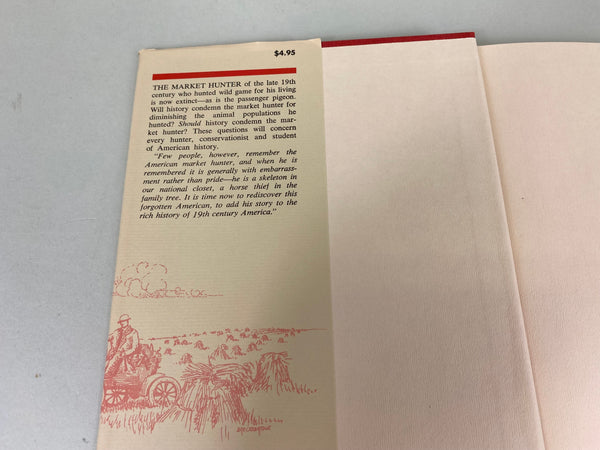 $4.95
THE MARKET HUNTER of the late 19th
century who hunted wild game for his living
is now extinct—as is the passenger pigeon.
Will history condemn the market hunter for
diminishing the animal populations he
hunted? Should history condemn the mar-
ket hunter? These questions will concern
every hunter, conservationist and student
of American history.
"Few people, however, remember the
American market hunter, and when he is
remembered it is generally with embarrass-
ment rather than pride—he is a skeleton in
our national closet, a horse thief in the
family tree. It is time now to rediscover this
forgotten American, to add his story to the
rich history of 19th century America."